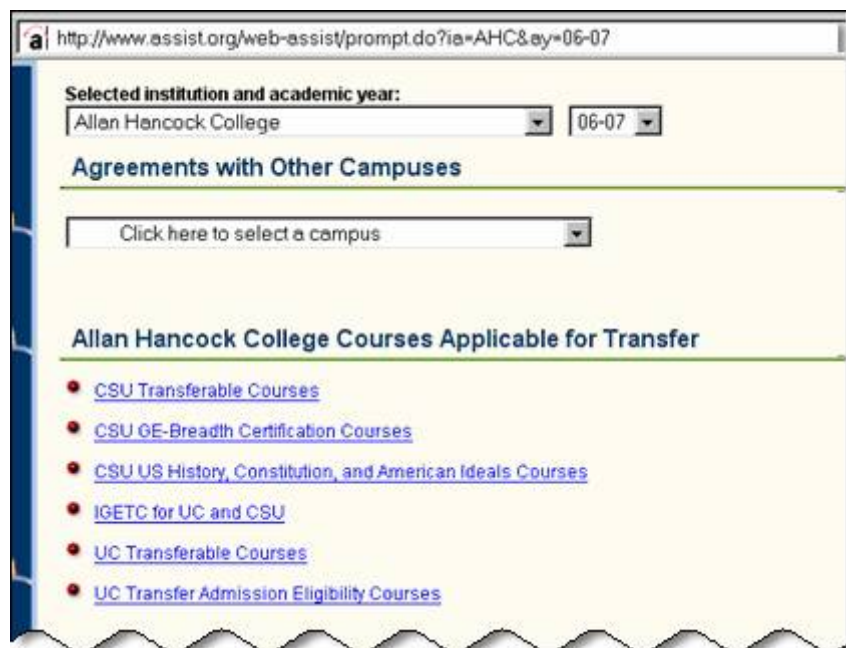 a http://www.assist.org/web-assist/prompt.do?ia=AHC&ay=06-07
Selected institution and academic year:
Allan Hancock College 06-07
Agreements with Other Campuses
Click here to select a campus
Allan Hancock College Courses Applicable for Transfer
CSU Transferable Courses
CSU GE-Breadth Certification Courses
CSU US History, Constitution, and American Ideals Courses
IGETC for UC and CSU
UC Transferable Courses
UC Transfer Admission Eligibility Courses